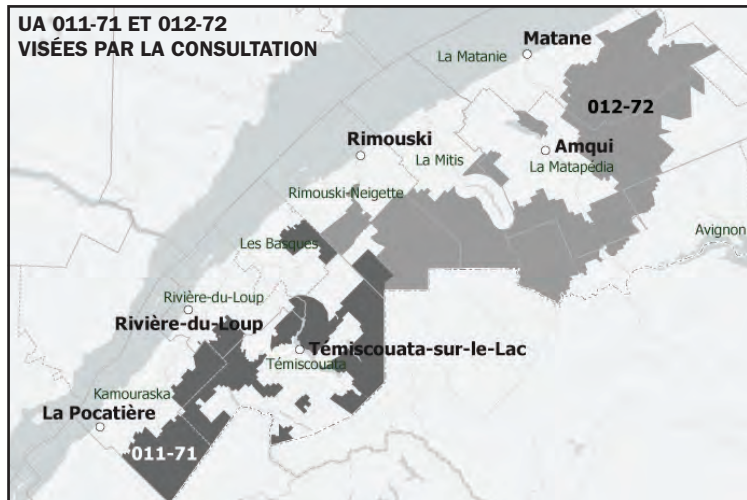 UA 011-71 ET 012-72
VISÉES PAR LA CONSULTATION
Matane
La Matanie
012-72
Rimouski
Amqui
La Mitis
La Matapédia
Rimouski-Neigette
Avignon
Les Basques
Rivière-du-Loup
Rivière-du-Loup
Témiscouata-sur-le-Lac
Témiscouata
Kamouraska
La Pocatière
011-71